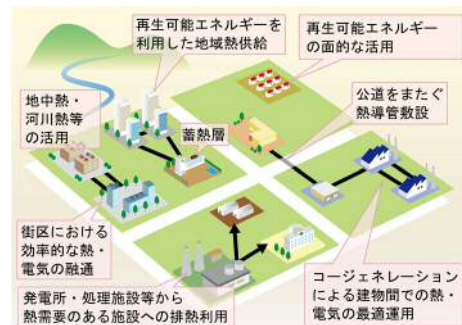 再生可能エネルギーを
利用した地域熱供給
再生可能エネルギー
の面的な活用
地中熱・
河川熱等
の活用
公道をまたぐ
熱導管敷設
蓄熱層
街区における
効率的な熱・
電気の融通
発電所・処理施設等から
熱需要のある施設への排熱利用
コージェネレーション
による建物間での熱・
電気の最適運用